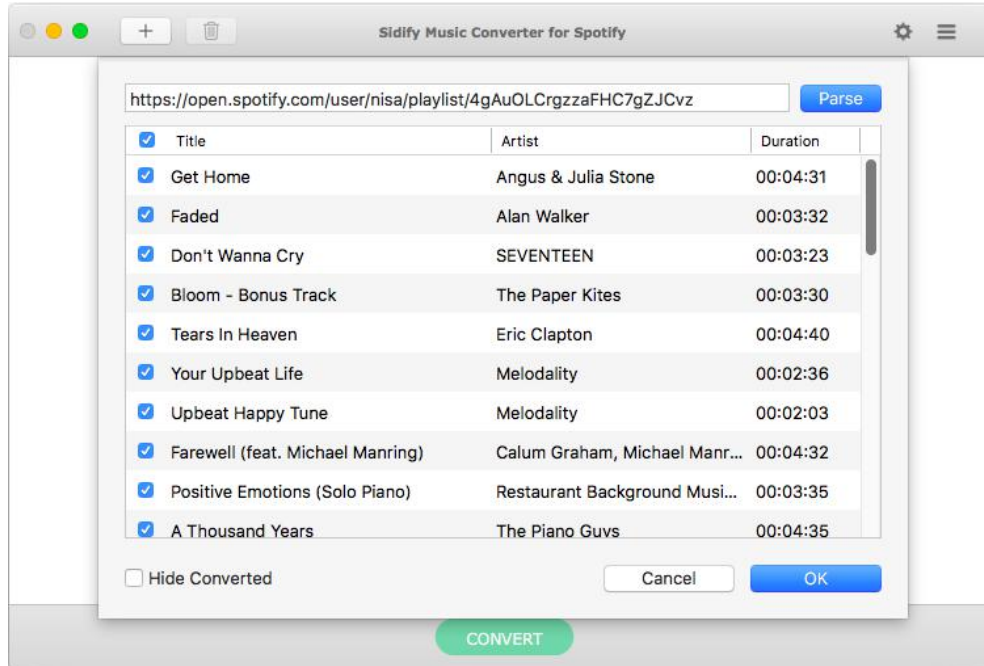 Sidify Music Converter for Spotify
https://open.spotify.com/user/nisa/playlist/4gAuOLCrgzzaFHC7gZJCvz Parse
Title Artist Duration
Get Home Angus & Julia Stone 00:04:31
Faded Alan Walker 00:03:32
Don't Wanna Cry SEVENTEEN 00:03:23
Bloom - Bonus Track The Paper Kites 00:03:30
Tears In Heaven Eric Clapton 00:04:40
Your Upbeat Life Melodality 00:02:36
Upbeat Happy Tune Melodality 00:02:03
Farewell (feat. Michael Manring) Calum Graham, Michael Manr... 00:04:32
Positive Emotions (Solo Piano) Restaurant Background Musi... 00:03:35
A Thousand Years The Piano Guys 00:04:35
Hide Converted Cancel OK
CONVERT